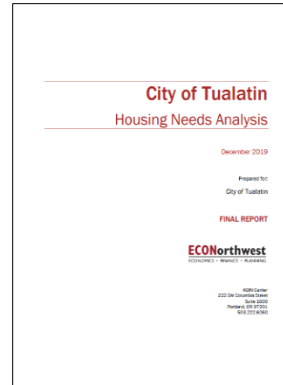 City of Tualatin
Housing Needs Analysis
December 2019
Prepared for:
City of Tualatin
FINAL REPORT
ECONorthwest
ECONOMICS • FINANCE • PLANNING
KOIN Center
222 SW Columbia Street
Suite 1600
Portland, OR 97201
503.222.6060